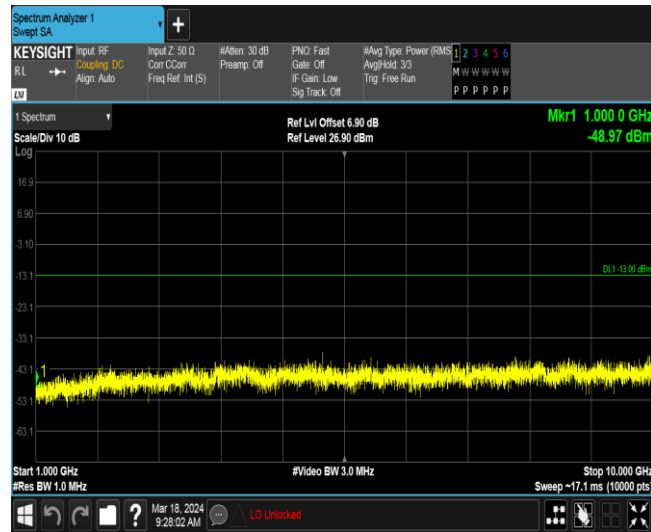 Spectrum Analyzer 1
Swept SA
+
KEYSIGHT
RL
LXI
Input: RF
Coupling: DC
Align: Auto
Input Z: 50 Ω
Corr CCorr
Freq Ref: Int (S)
#Atten: 30 dB
Preamp: Off
PNO: Fast
Gate: Off
IF Gain: Low
Sig Track: Off
#Avg Type: Power (RMS
Avg|Hold: 3/3
Trig: Free Run
1 2 3 4 5 6
M W W W W W
P P P P P P
1 Spectrum
Scale/Div 10 dB
Log
Ref Lvl Offset 6.90 dB
Ref Level 26.90 dBm
Mkr1 1.000 0 GHz
-48.97 dBm
16.9
6.90
-3.10
-13.1
DL1 -13.00 dBm
-23.1
-33.1
-43.1
1
-53.1
-63.1
Start 1.000 GHz
#Res BW 1.0 MHz
#Video BW 3.0 MHz
Stop 10.000 GHz
Sweep ~17.1 ms (10000 pts)
?
Mar 18, 2024
9:28:02 AM
LO Unlocked